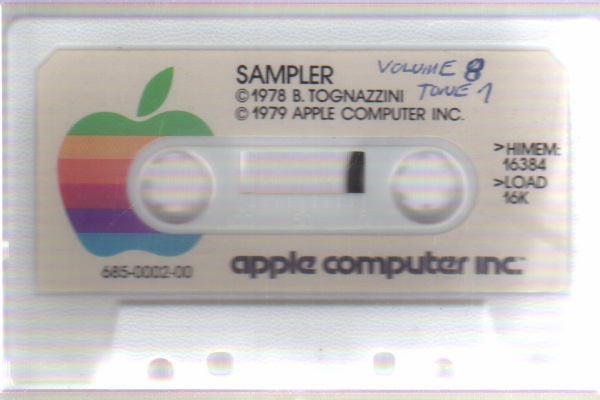 SAMPLER
VOLUME 8
©1978 B. TOGNAZZINI
TONE 1
©1979 APPLE COMPUTER INC.
>HIMEM:
16384
>LOAD
16K
685-0002-00
apple computer inc.